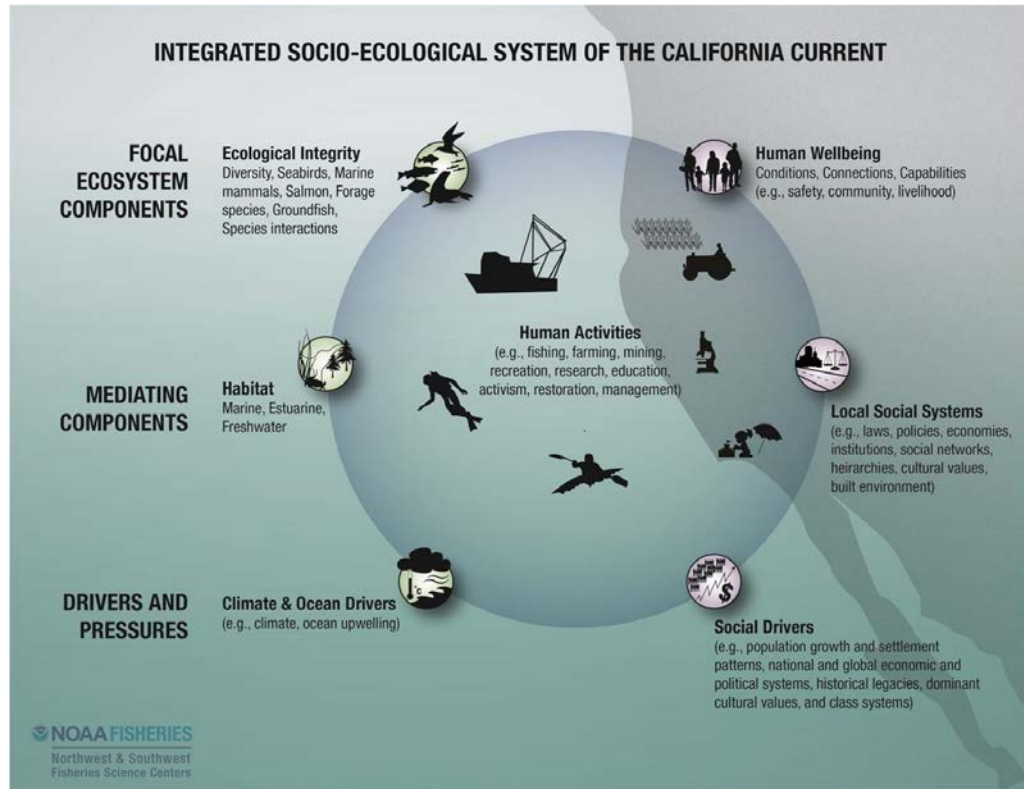 INTEGRATED SOCIO-ECOLOGICAL SYSTEM OF THE CALIFORNIA CURRENT
FOCAL
ECOSYSTEM
COMPONENTS
Ecological Integrity
Diversity, Seabirds, Marine
mammals, Salmon, Forage
species, Groundfish,
Species interactions
Human Wellbeing
Conditions, Connections, Capabilities
(e.g., safety, community, livelihood)
Human Activities
(e.g., fishing, farming, mining,
recreation, research, education,
activism, restoration, management)
MEDIATING
COMPONENTS
Habitat
Marine, Estuarine,
Freshwater
Local Social Systems
(e.g., laws, policies, economies,
institutions, social networks,
heirarchies, cultural values,
built environment)
DRIVERS AND
PRESSURES
Climate & Ocean Drivers
(e.g., climate, ocean upwelling)
°C
$
Social Drivers
(e.g., population growth and settlement
patterns, national and global economic and
political systems, historical legacies, dominant
cultural values, and class systems)
NOAA FISHERIES
Northwest & Southwest
Fisheries Science Centers